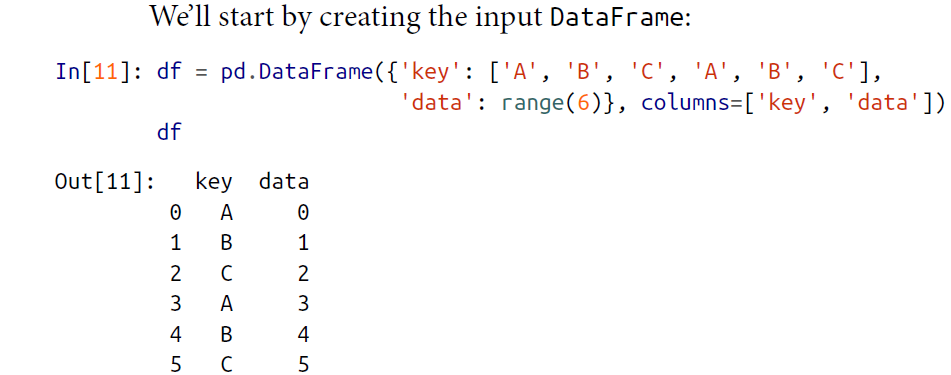 We’ll start by creating the input DataFrame:
In[11]: df = pd.DataFrame({'key': ['A', 'B', 'C', 'A', 'B', 'C'],
'data': range(6)}, columns=['key', 'data'])
df
Out[11]: key data
0 A 0
1 B 1
2 C 2
3 A 3
4 B 4
5 C 5